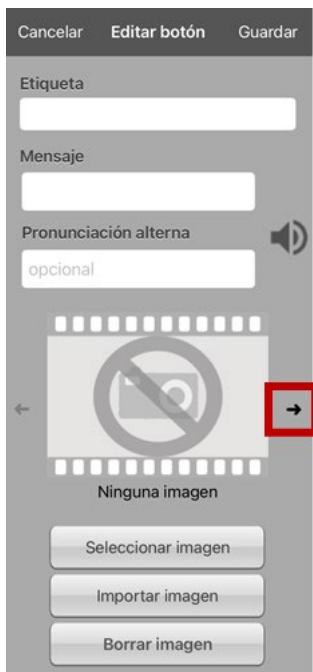 Cancelar Editar botón Guardar
Etiqueta
Mensaje
Pronunciación alterna
opcional
Ninguna imagen
Seleccionar imagen
Importar imagen
Borrar imagen